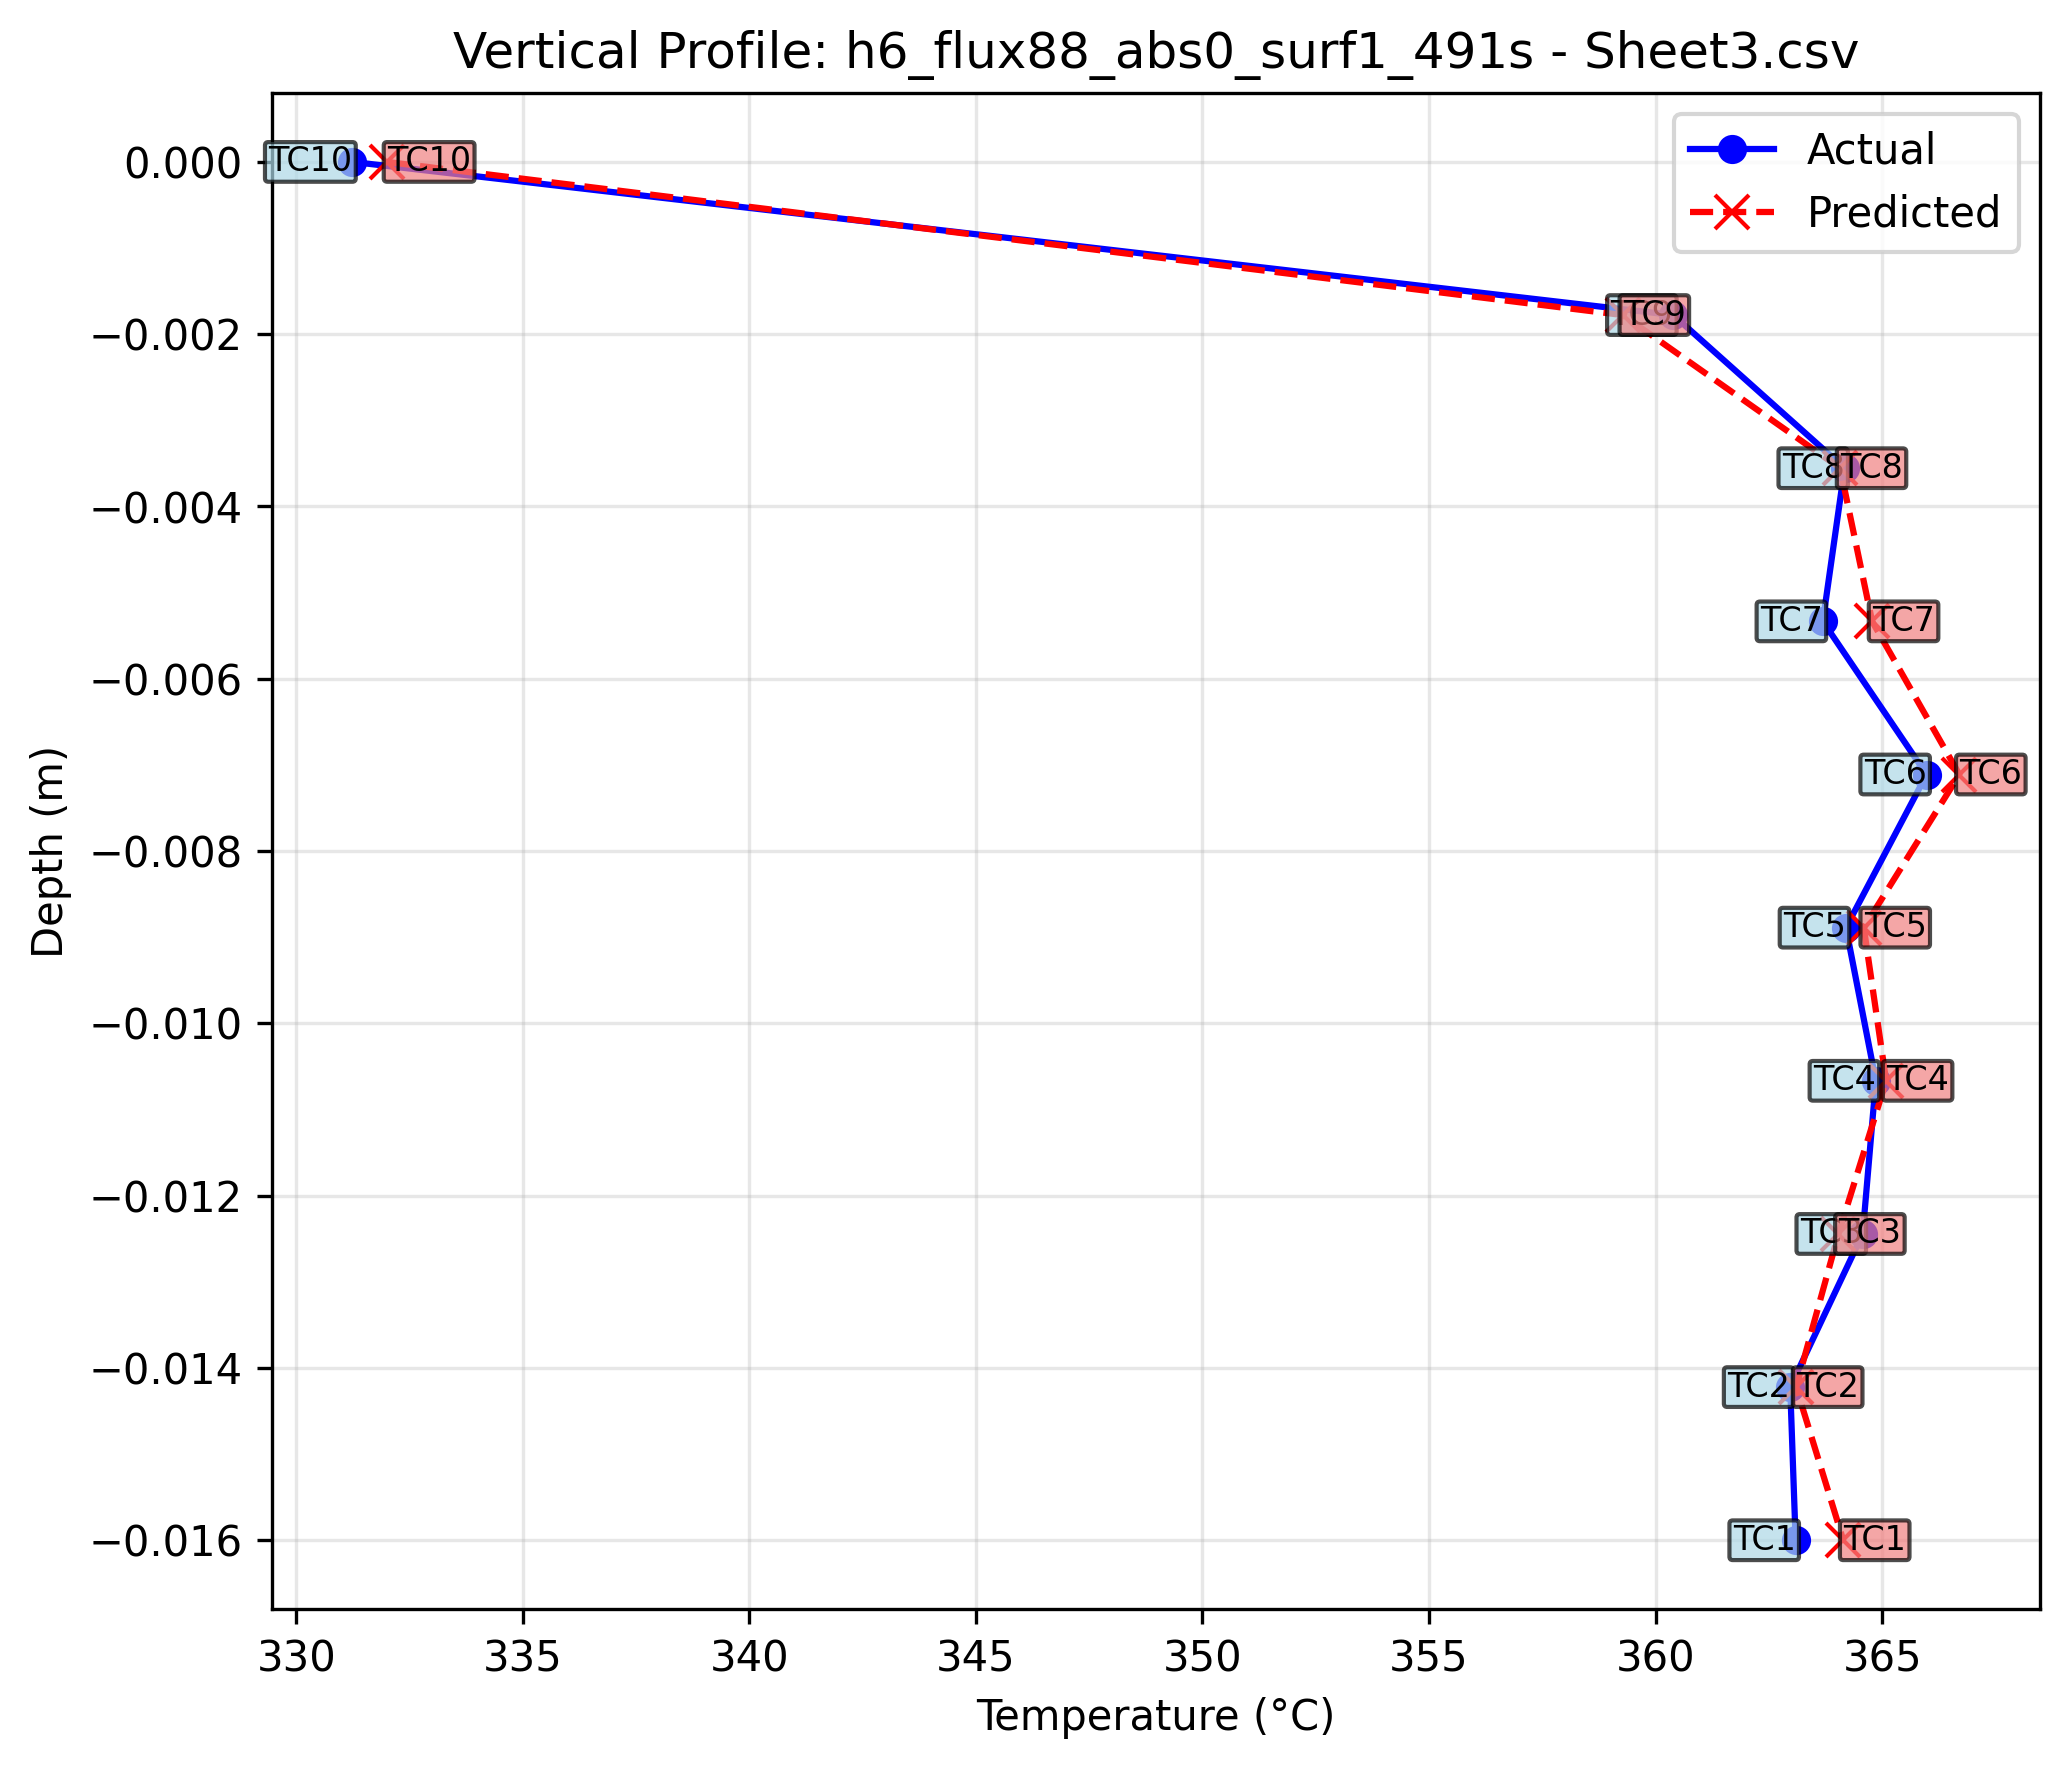 Vertical Profile: h6_flux88_abs0_surf1_491s - Sheet3.csv
Actual
Predicted
0.000
−0.002
−0.004
−0.006
−0.008
−0.010
−0.012
−0.014
−0.016
Depth (m)
TC10 TC10
TC9
TC8 TC8
TC7 TC7
TC6 TC6
TC5 TC5
TC4 TC4
TC3 TC3
TC2 TC2
TC1 TC1
330 335 340 345 350 355 360 365
Temperature (°C)